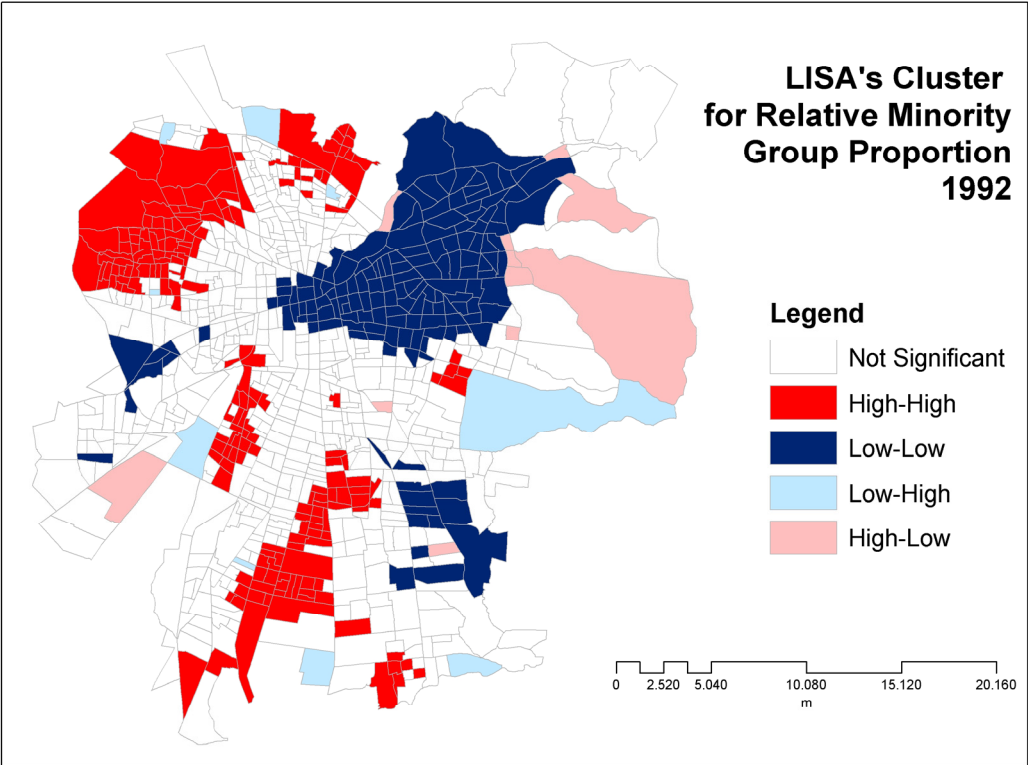 LISA's Cluster
for Relative Minority
Group Proportion
1992
Legend
Not Significant
High-High
Low-Low
Low-High
High-Low
0 2.520 5.040 10.080 15.120 20.160
m